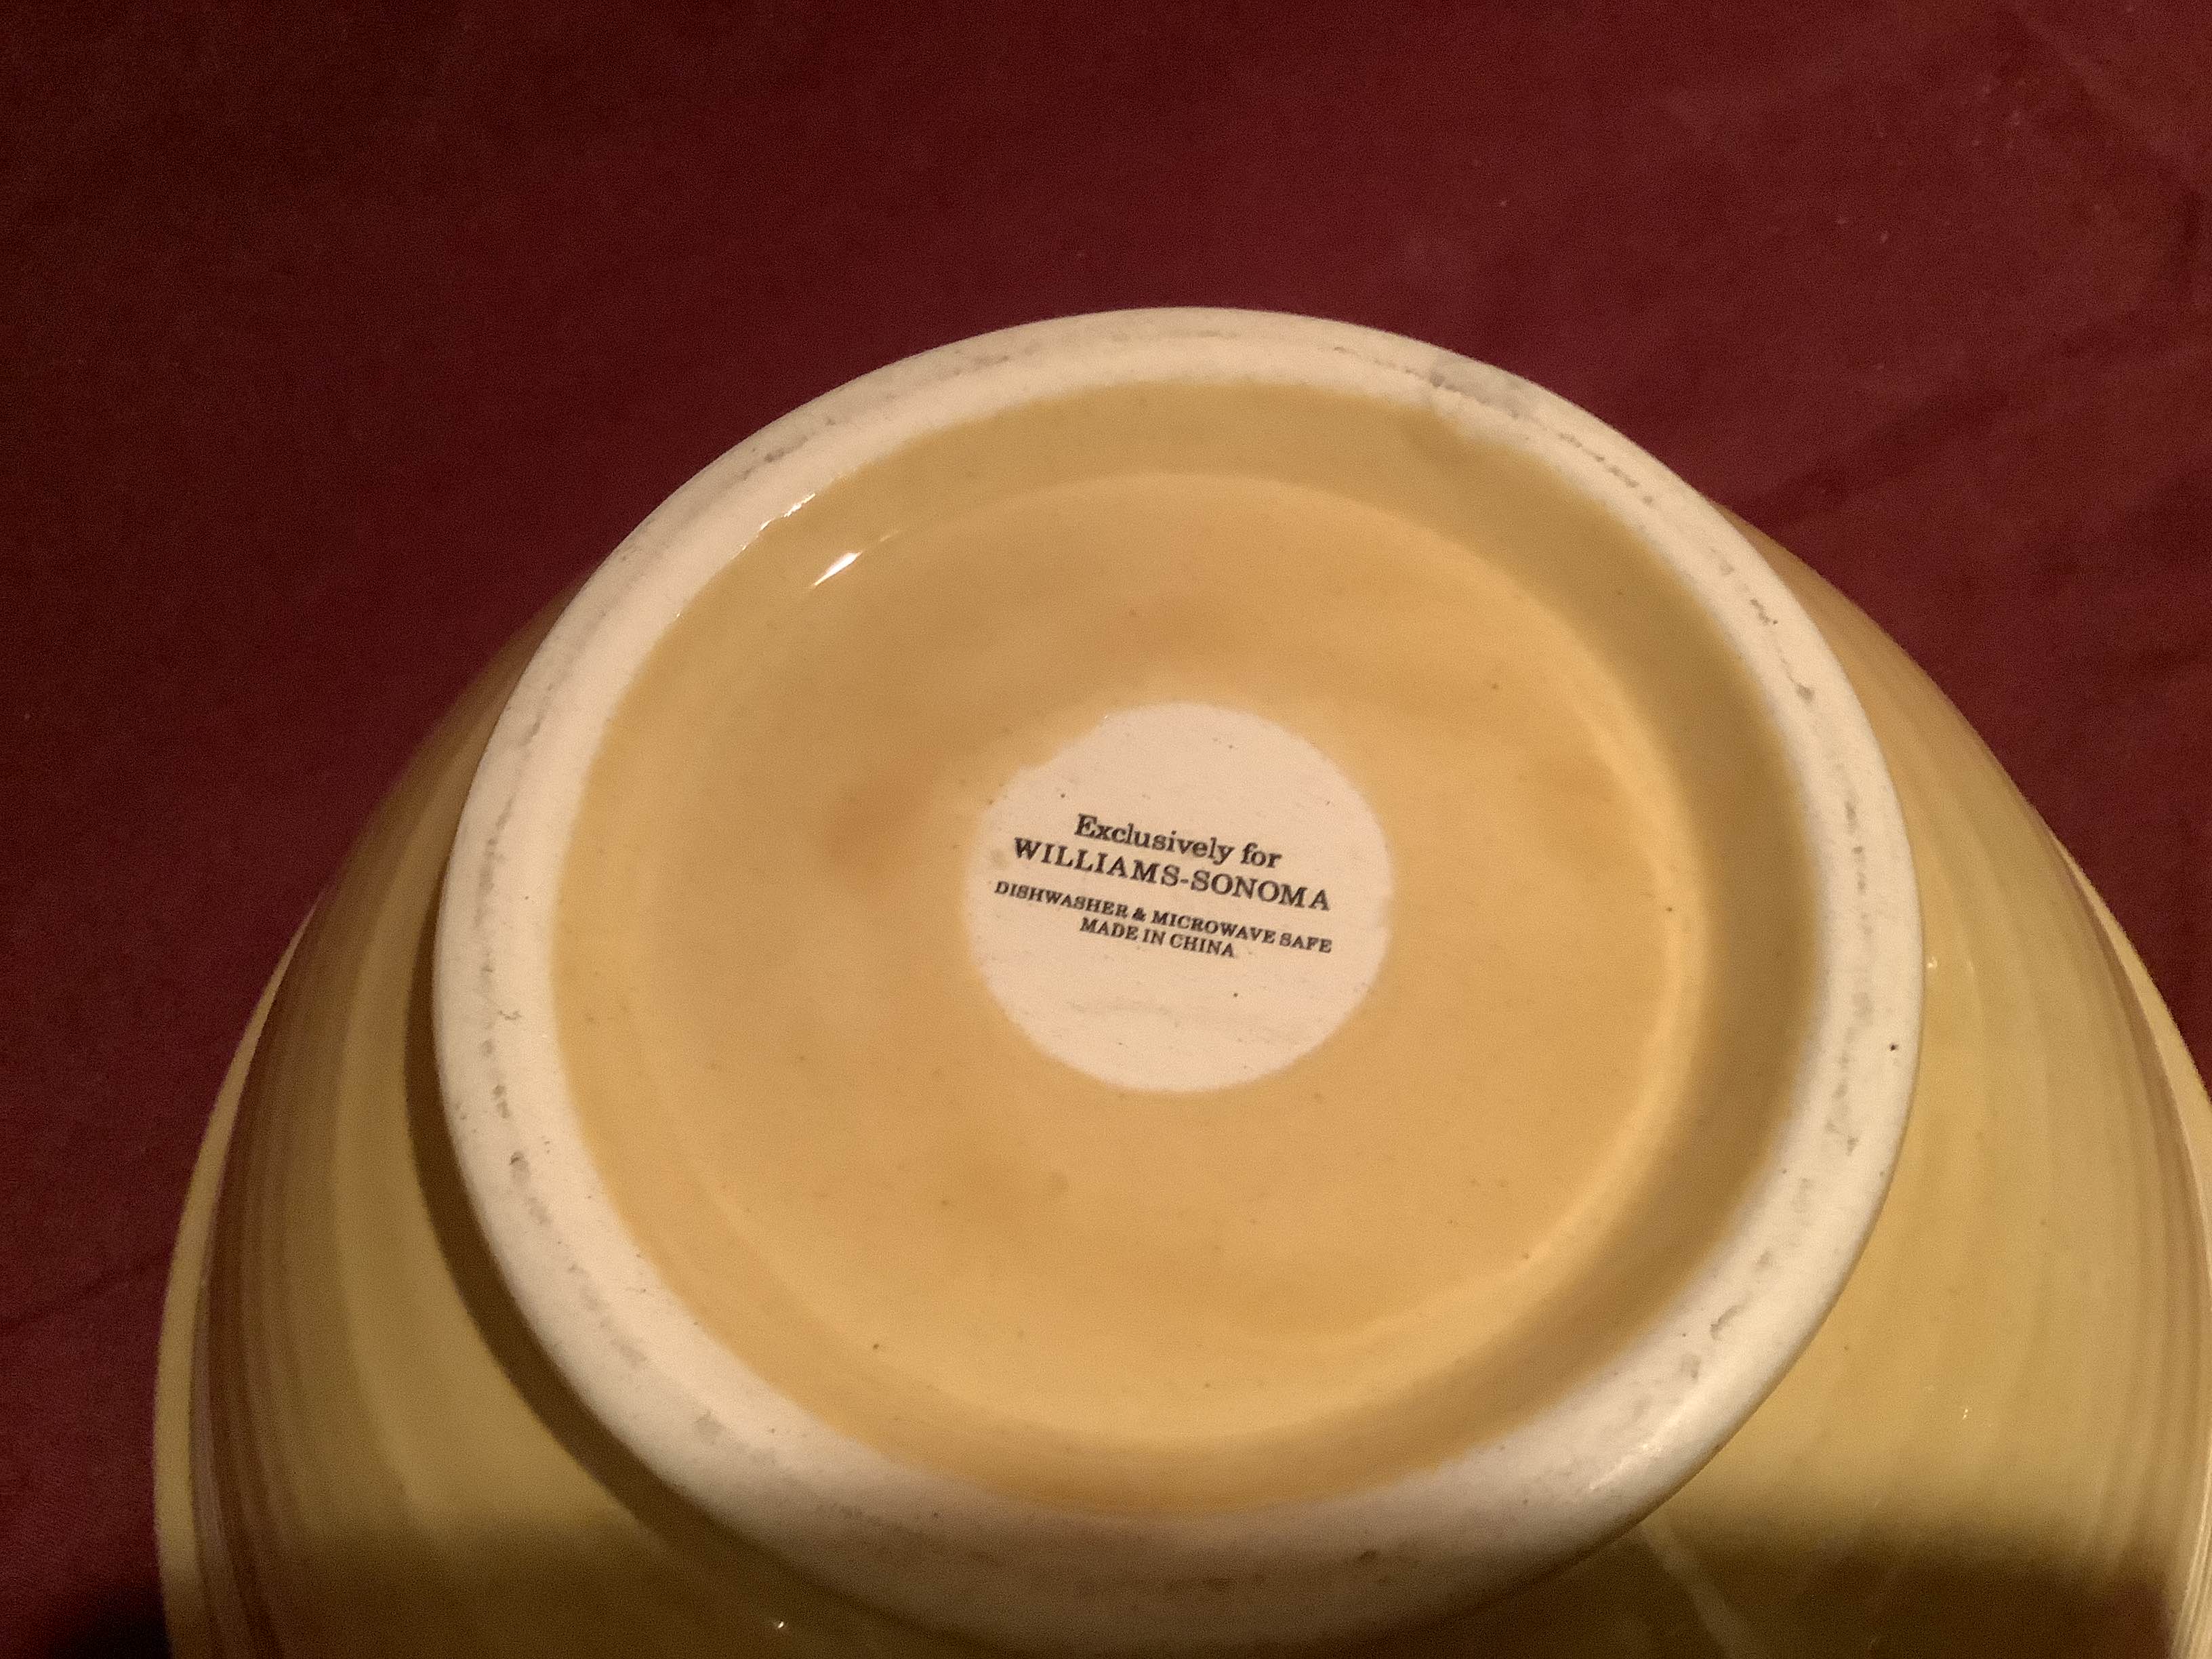 Exclusively for
WILLIAMS-SONOMA
DISHWASHER & MICROWAVE SAFE
MADE IN CHINA